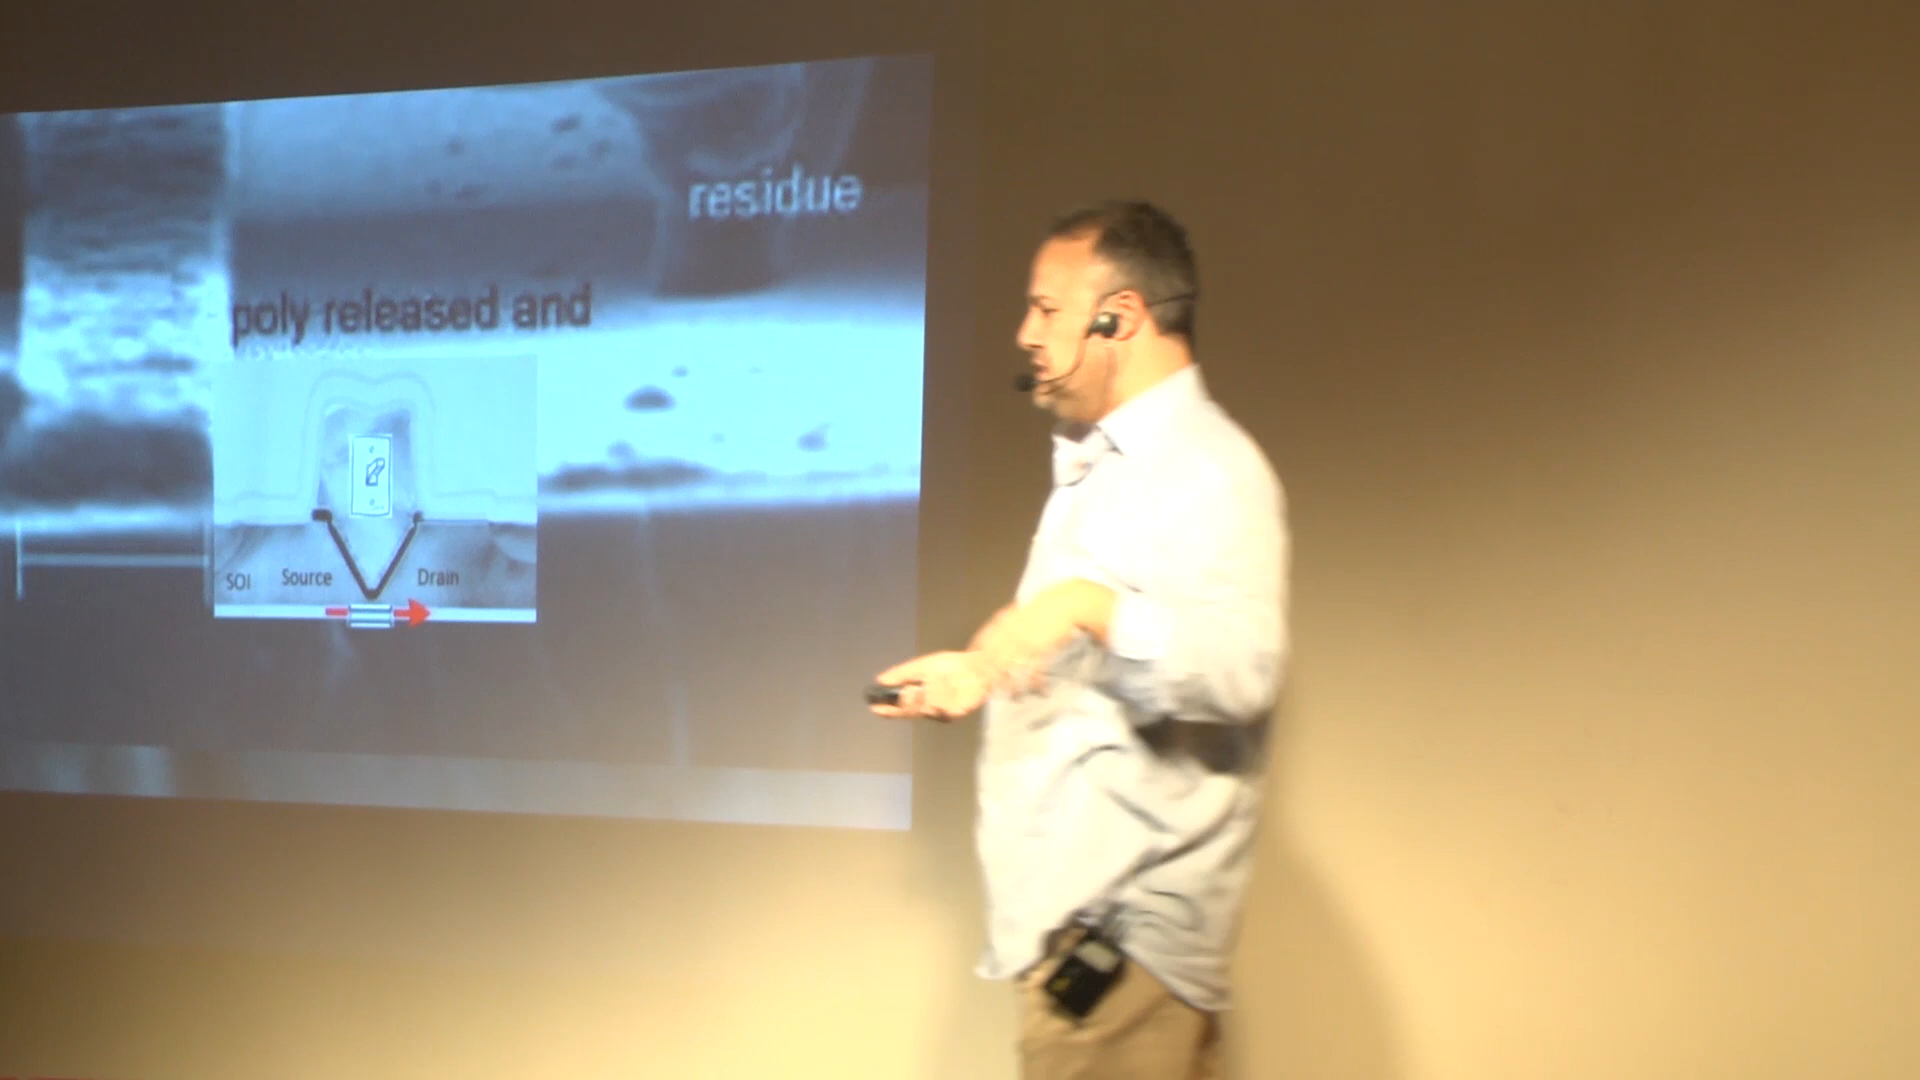 residue
poly released and
SOI Source Drain